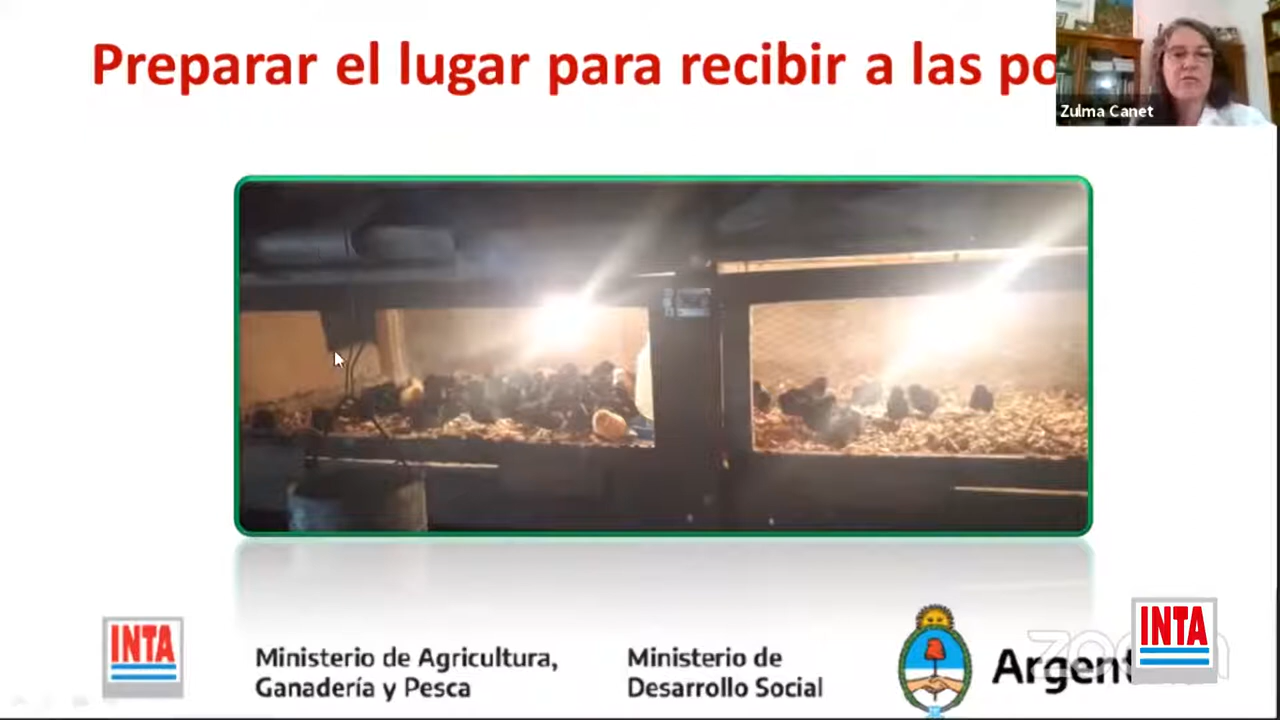 Preparar el lugar para recibir a las po
Zulma Canet
INTA
Ministerio de Agricultura,
Ganadería y Pesca
Ministerio de
Desarrollo Social
Argent
zoom
INTA